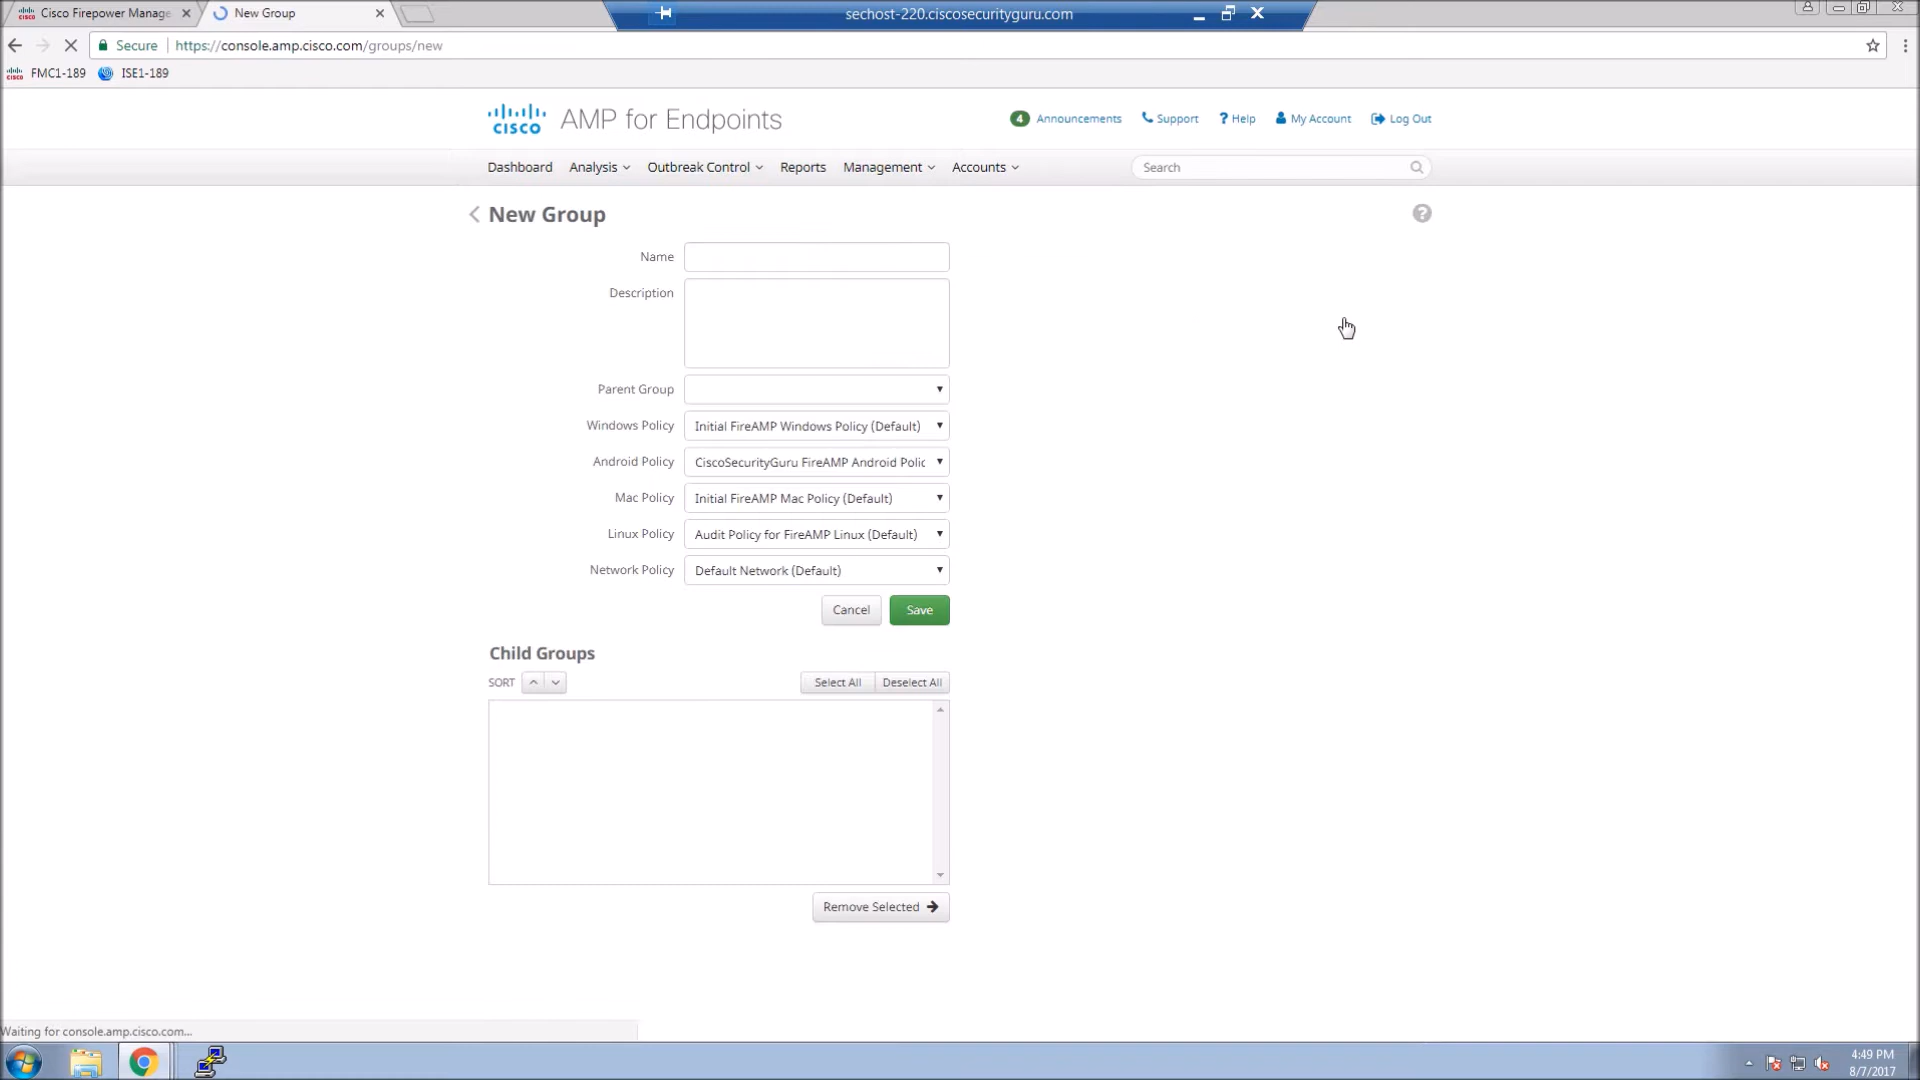 Cisco Firepower Manage
New Group
sechost-220.ciscosecurityguru.com
Secure
https://console.amp.cisco.com/groups/new
FMC1-189
ISE1-189
CISCO
AMP for Endpoints
4 Announcements
Support
? Help
My Account
Log Out
Dashboard
Analysis
Outbreak Control
Reports
Management
Accounts
Search
New Group
?
Name
Description
Parent Group
Windows Policy
Initial FireAMP Windows Policy (Default)
Android Policy
CiscoSecurityGuru FireAMP Android Polic
Mac Policy
Initial FireAMP Mac Policy (Default)
Linux Policy
Audit Policy for FireAMP Linux (Default)
Network Policy
Default Network (Default)
Cancel
Save
Child Groups
SORT
Select All
Deselect All
Remove Selected
Waiting for console.amp.cisco.com...
4:49 PM
8/7/2017